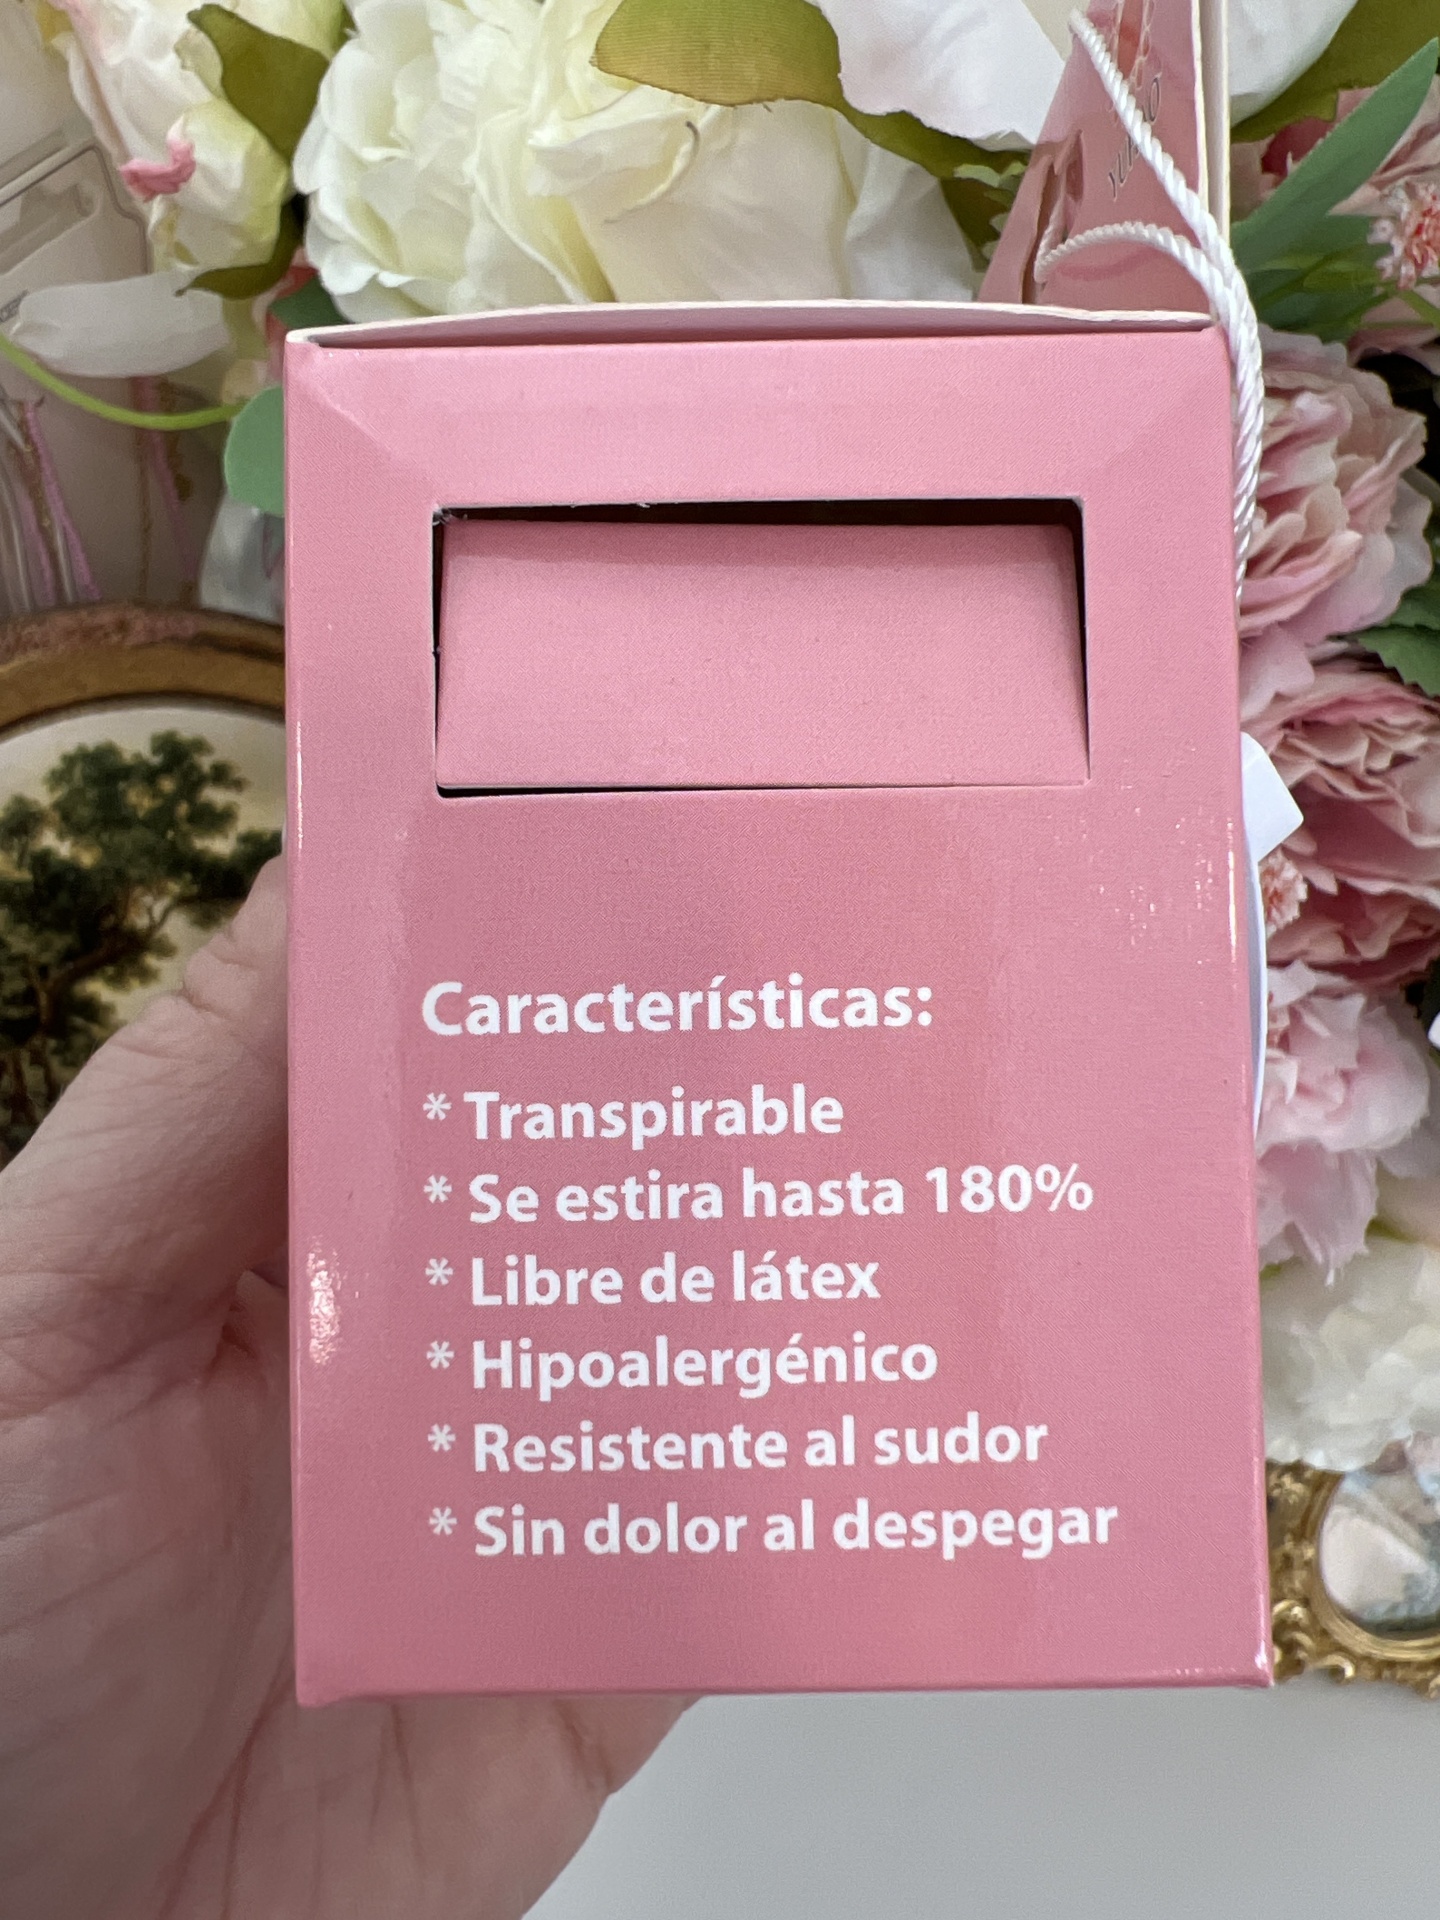 Características:
* Transpirable
* Se estira hasta 180%
* Libre de látex
* Hipoalergénico
* Resistente al sudor
* Sin dolor al despegar